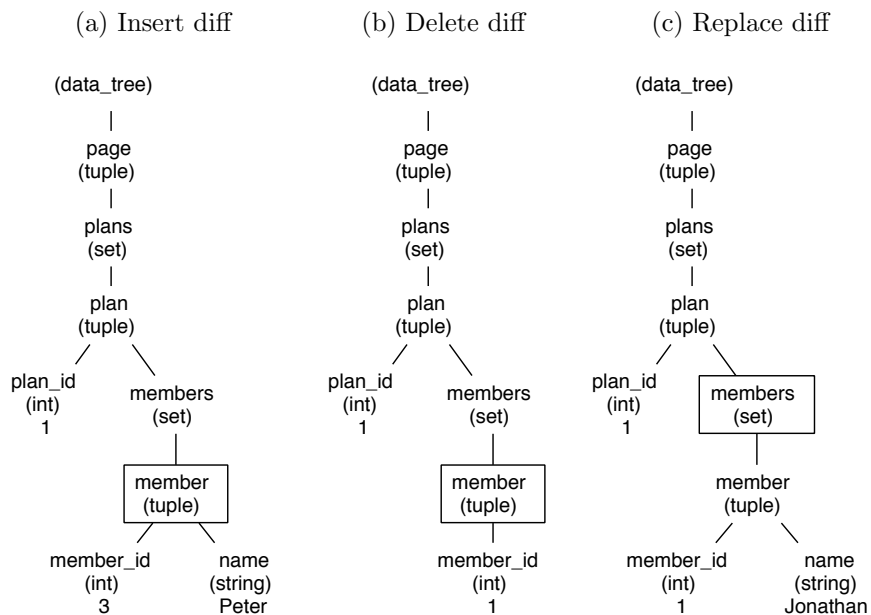 (a) Insert diff
(b) Delete diff
(c) Replace diff
(data_tree)
page
(tuple)
plans
(set)
plan
(tuple)
plan_id
(int)
1
members
(set)
member
(tuple)
member_id
(int)
3
name
(string)
Peter
(data_tree)
page
(tuple)
plans
(set)
plan
(tuple)
plan_id
(int)
1
members
(set)
member
(tuple)
member_id
(int)
1
(data_tree)
page
(tuple)
plans
(set)
plan
(tuple)
plan_id
(int)
1
members
(set)
member
(tuple)
member_id
(int)
1
name
(string)
Jonathan